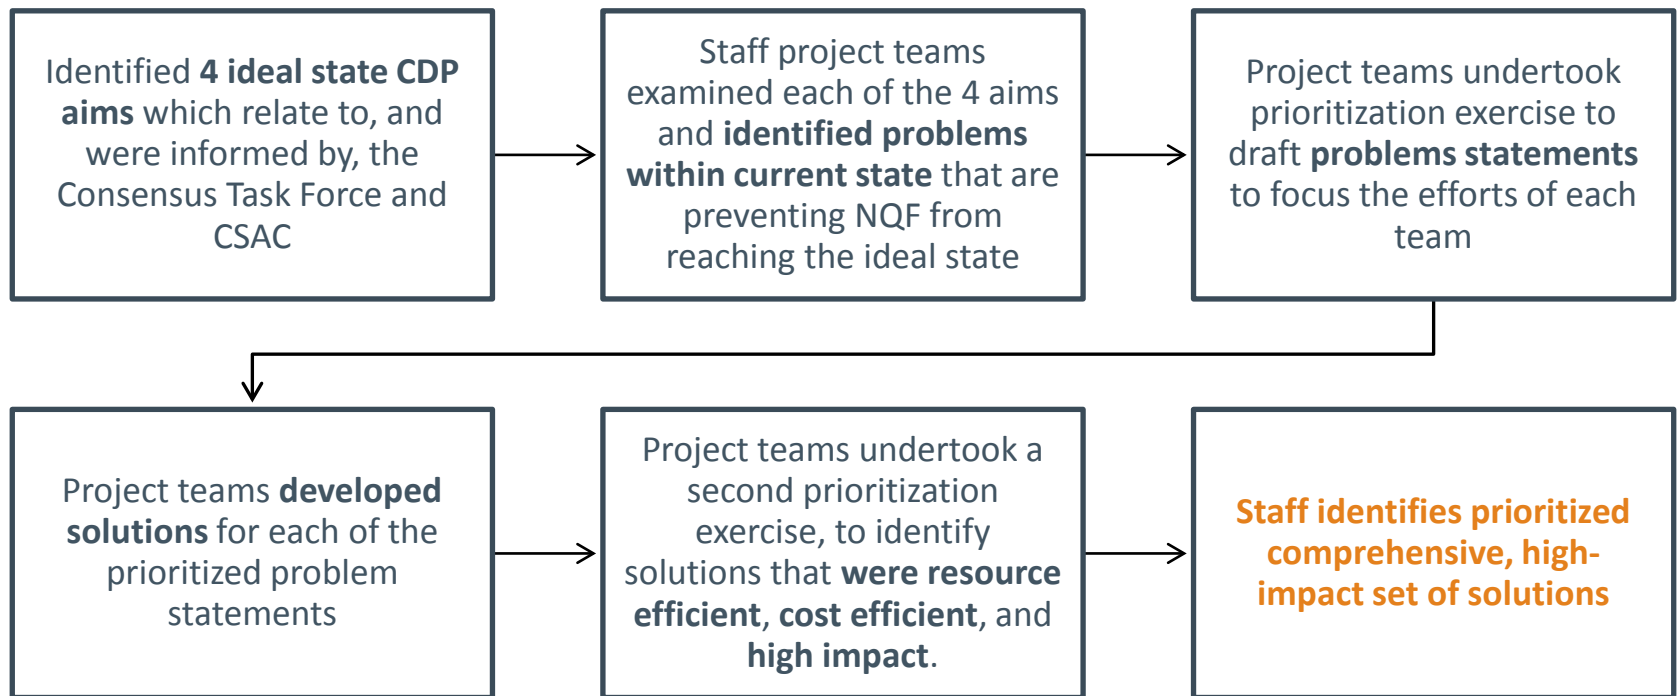 Identified 4 ideal state CDP
aims which relate to, and
were informed by, the
Consensus Task Force and
CSAC
Staff project teams
examined each of the 4 aims
and identified problems
within current state that are
preventing NQF from
reaching the ideal state
Project teams undertook
prioritization exercise to
draft problems statements
to focus the efforts of each
team
Project teams developed
solutions for each of the
prioritized problem
statements
Project teams undertook a
second prioritization
exercise, to identify
solutions that were resource
efficient, cost efficient, and
high impact.
Staff identifies prioritized
comprehensive, high-
impact set of solutions